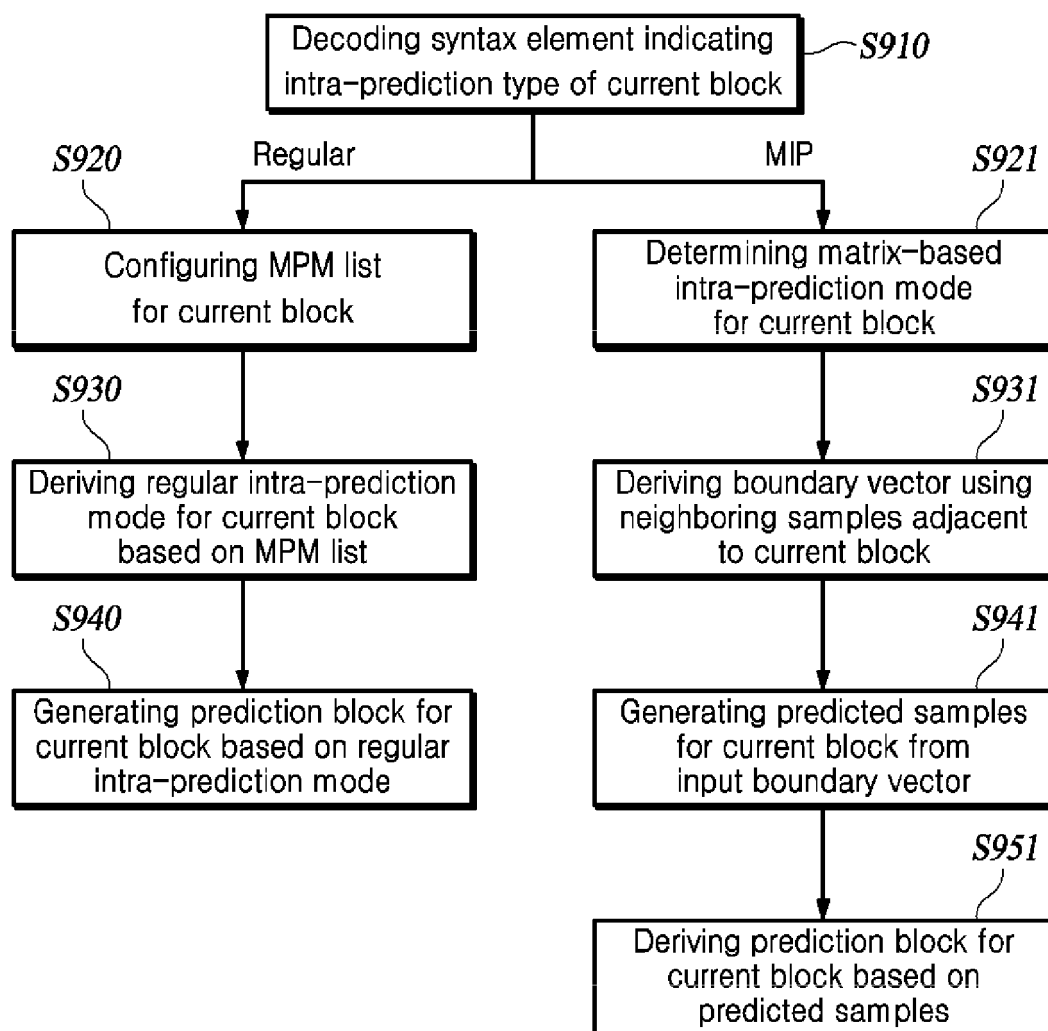 Decoding syntax element indicating
intra-prediction type of current block
S910
Regular
MIP
S920
Configuring MPM list
for current block
S930
Deriving regular intra-prediction
mode for current block
based on MPM list
S940
Generating prediction block for
current block based on regular
intra-prediction mode
S921
Determining matrix-based
intra-prediction mode
for current block
S931
Deriving boundary vector using
neighboring samples adjacent
to current block
S941
Generating predicted samples
for current block from
input boundary vector
S951
Deriving prediction block for
current block based on
predicted samples